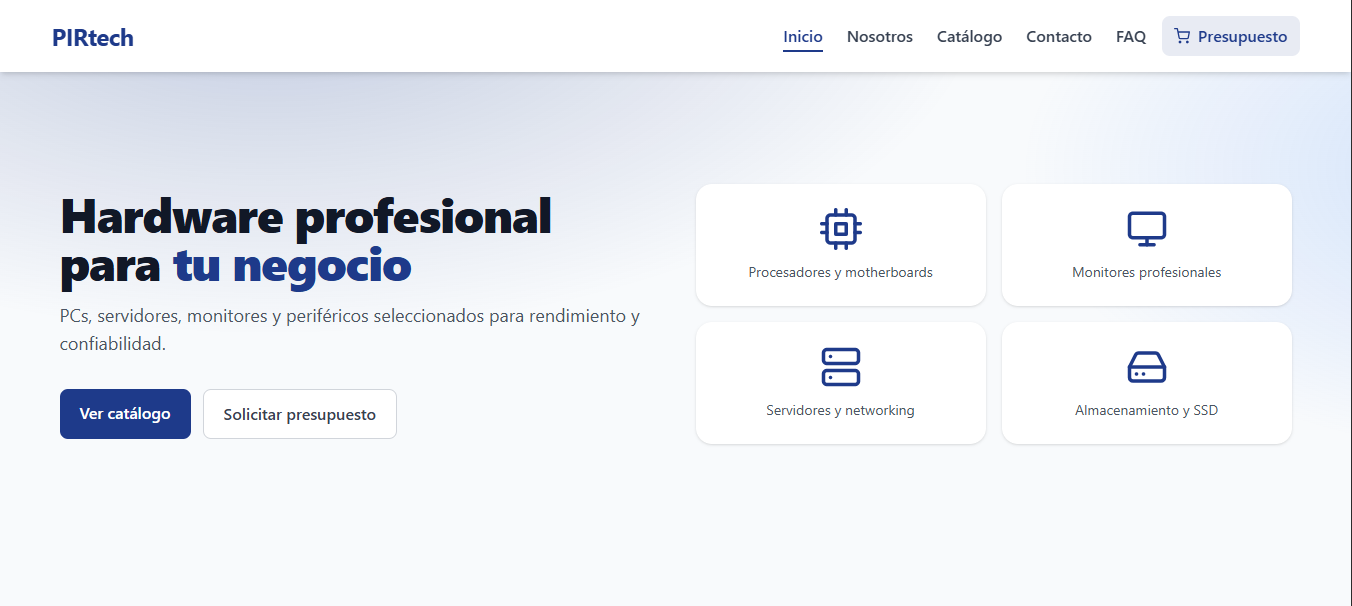 PIRtech
Inicio
Nosotros
Catálogo
Contacto
FAQ
Presupuesto
Hardware profesional
para tu negocio
PCs, servidores, monitores y periféricos seleccionados para rendimiento y
confiabilidad.
Ver catálogo
Solicitar presupuesto
Procesadores y motherboards
Monitores profesionales
Servidores y networking
Almacenamiento y SSD